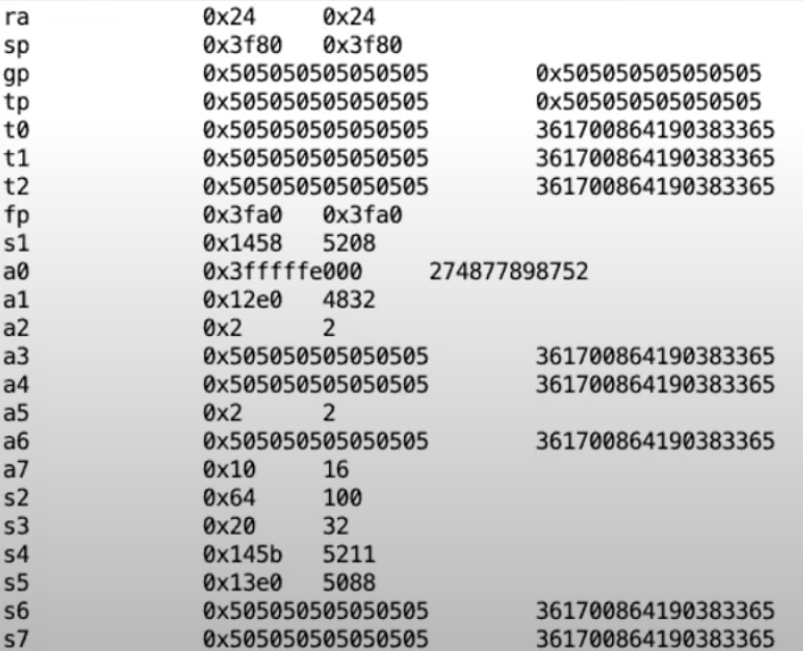 ra 0x24 0x24
sp 0x3f80 0x3f80
gp 0x505050505050505 0x505050505050505
tp 0x505050505050505 0x505050505050505
t0 0x505050505050505 361700864190383365
t1 0x505050505050505 361700864190383365
t2 0x505050505050505 361700864190383365
fp 0x3fa0 0x3fa0
s1 0x1458 5208
a0 0x3fffffe000 274877898752
a1 0x12e0 4832
a2 0x2 2
a3 0x505050505050505 361700864190383365
a4 0x505050505050505 361700864190383365
a5 0x2 2
a6 0x505050505050505 361700864190383365
a7 0x10 16
s2 0x64 100
s3 0x20 32
s4 0x145b 5211
s5 0x13e0 5088
s6 0x505050505050505 361700864190383365
s7 0x505050505050505 361700864190383365